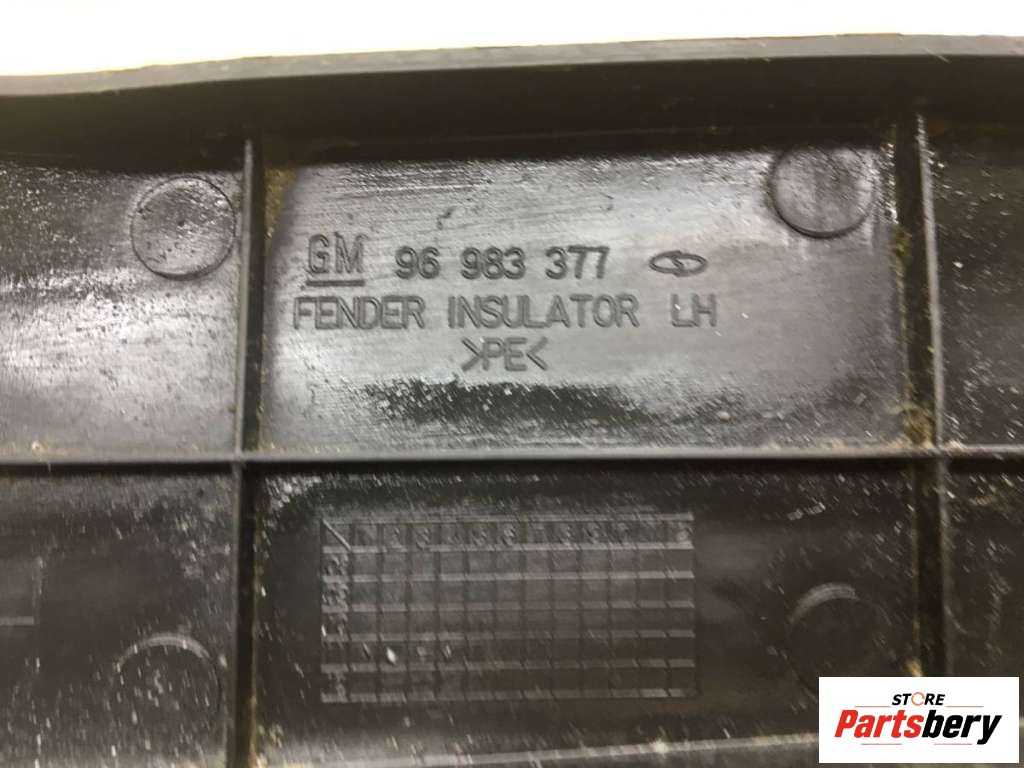 GM 96 983 377
FENDER INSULATOR LH
>PE<
STORE
Partsbery